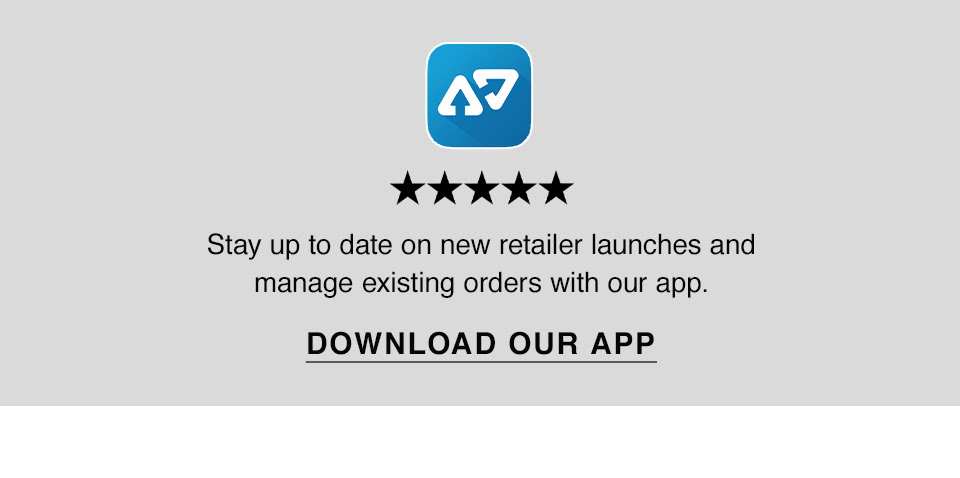 Stay up to date on new retailer launches and
manage existing orders with our app.
DOWNLOAD OUR APP